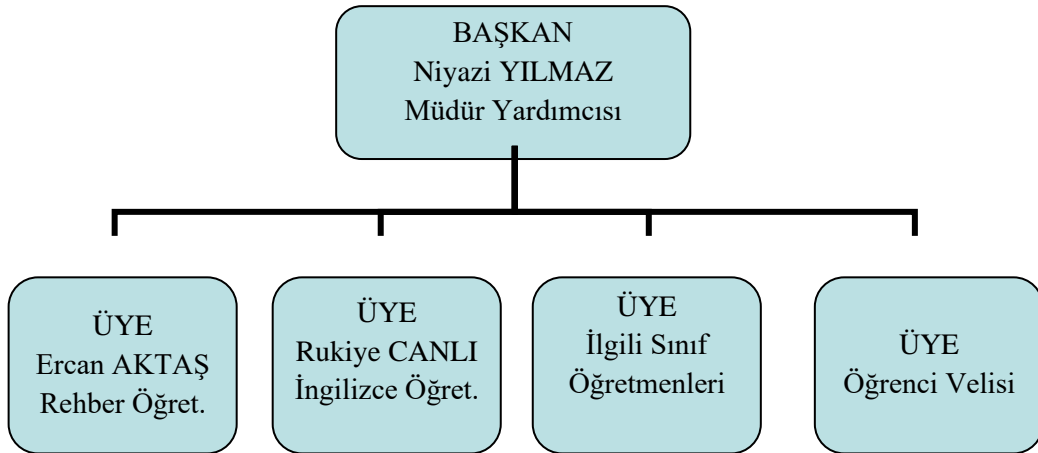 BAŞKAN
Niyazi YILMAZ
Müdür Yardımcısı
ÜYE
Ercan AKTAŞ
Rehber Öğret.
ÜYE
Rukiye CANLI
İngilizce Öğret.
ÜYE
İlgili Sınıf
Öğretmenleri
ÜYE
Öğrenci Velisi